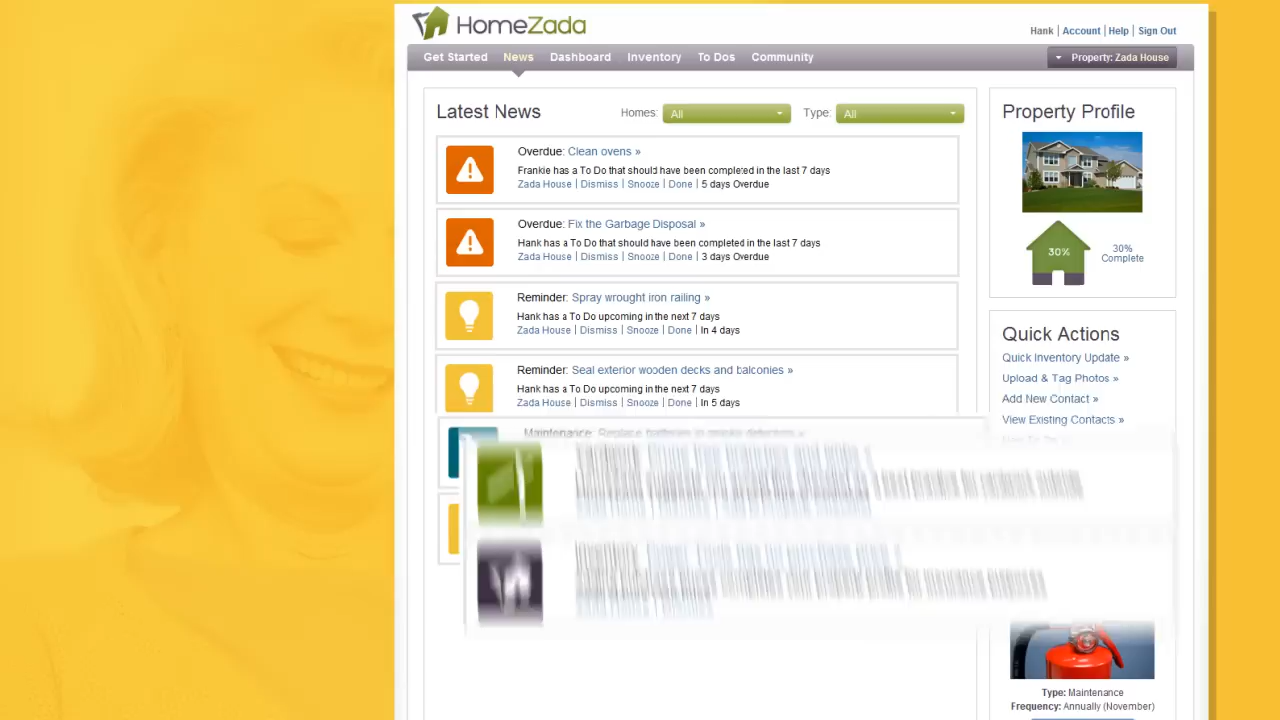 HomeZada
Hank | Account | Help | Sign Out
Get Started News Dashboard Inventory To Dos Community
Property: Zada House
Latest News
Homes: All Type: All
Overdue: Clean ovens »
Frankie has a To Do that should have been completed in the last 7 days
Zada House | Dismiss | Snooze | Done | 5 days Overdue
Overdue: Fix the Garbage Disposal »
Hank has a To Do that should have been completed in the last 7 days
Zada House | Dismiss | Snooze | Done | 3 days Overdue
Reminder: Spray wrought iron railing »
Hank has a To Do upcoming in the next 7 days
Zada House | Dismiss | Snooze | Done | In 4 days
Reminder: Seal exterior wooden decks and balconies »
Hank has a To Do upcoming in the next 7 days
Zada House | Dismiss | Snooze | Done | In 5 days
Maintenance: Replace batteries in smoke detectors »
Property Profile
30%
30%
Complete
Quick Actions
Quick Inventory Update »
Upload & Tag Photos »
Add New Contact »
View Existing Contacts »
Type: Maintenance
Frequency: Annually (November)